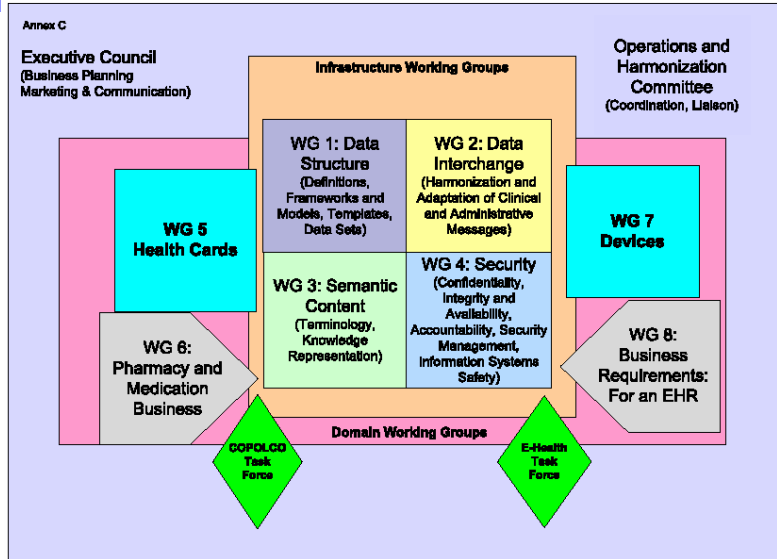 Annex C
Executive Council
(Business Planning
Marketing & Communication)
Operations and
Harmonization
Committee
(Coordination, Liaison)
Infrastructure Working Groups
WG 1: Data
Structure
(Definitions,
Frameworks and
Models, Templates,
Data Sets)
WG 2: Data
Interchange
(Harmonization and
Adaptation of Clinical
and Administrative
Messages)
WG 5
Health Cards
WG 7
Devices
WG 3: Semantic
Content
(Terminology,
Knowledge
Representation)
WG 4: Security
(Confidentiality,
Integrity and
Availability,
Accountability, Security
Management,
Information Systems
Safety)
WG 6:
Pharmacy and
Medication
Business
WG 8:
Business
Requirements:
For an EHR
Domain Working Groups
COPOLCO
Task
Force
E-Health
Task
Force